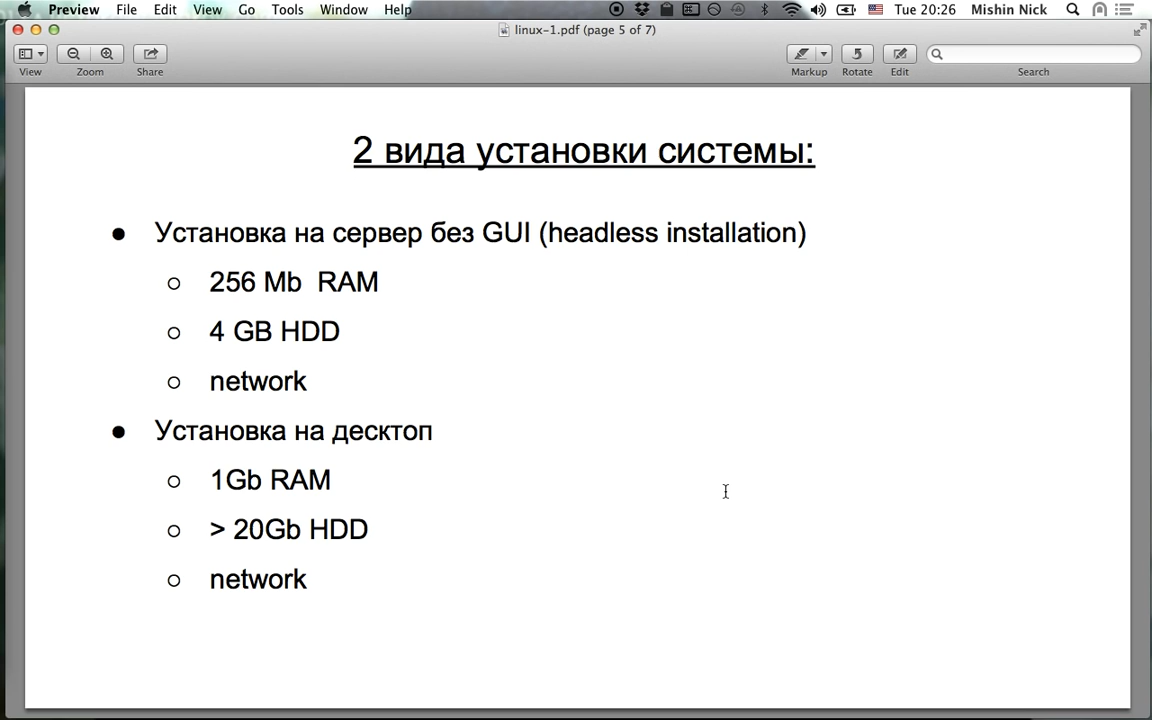 Preview File Edit View Go Tools Window Help Tue 20:26 Mishin Nick
linux-1.pdf (page 5 of 7)
View Zoom Share Markup Rotate Edit Search
2 вида установки системы:
● Установка на сервер без GUI (headless installation)
○ 256 Mb RAM
○ 4 GB HDD
○ network
● Установка на десктоп
○ 1Gb RAM
○ > 20Gb HDD
○ network